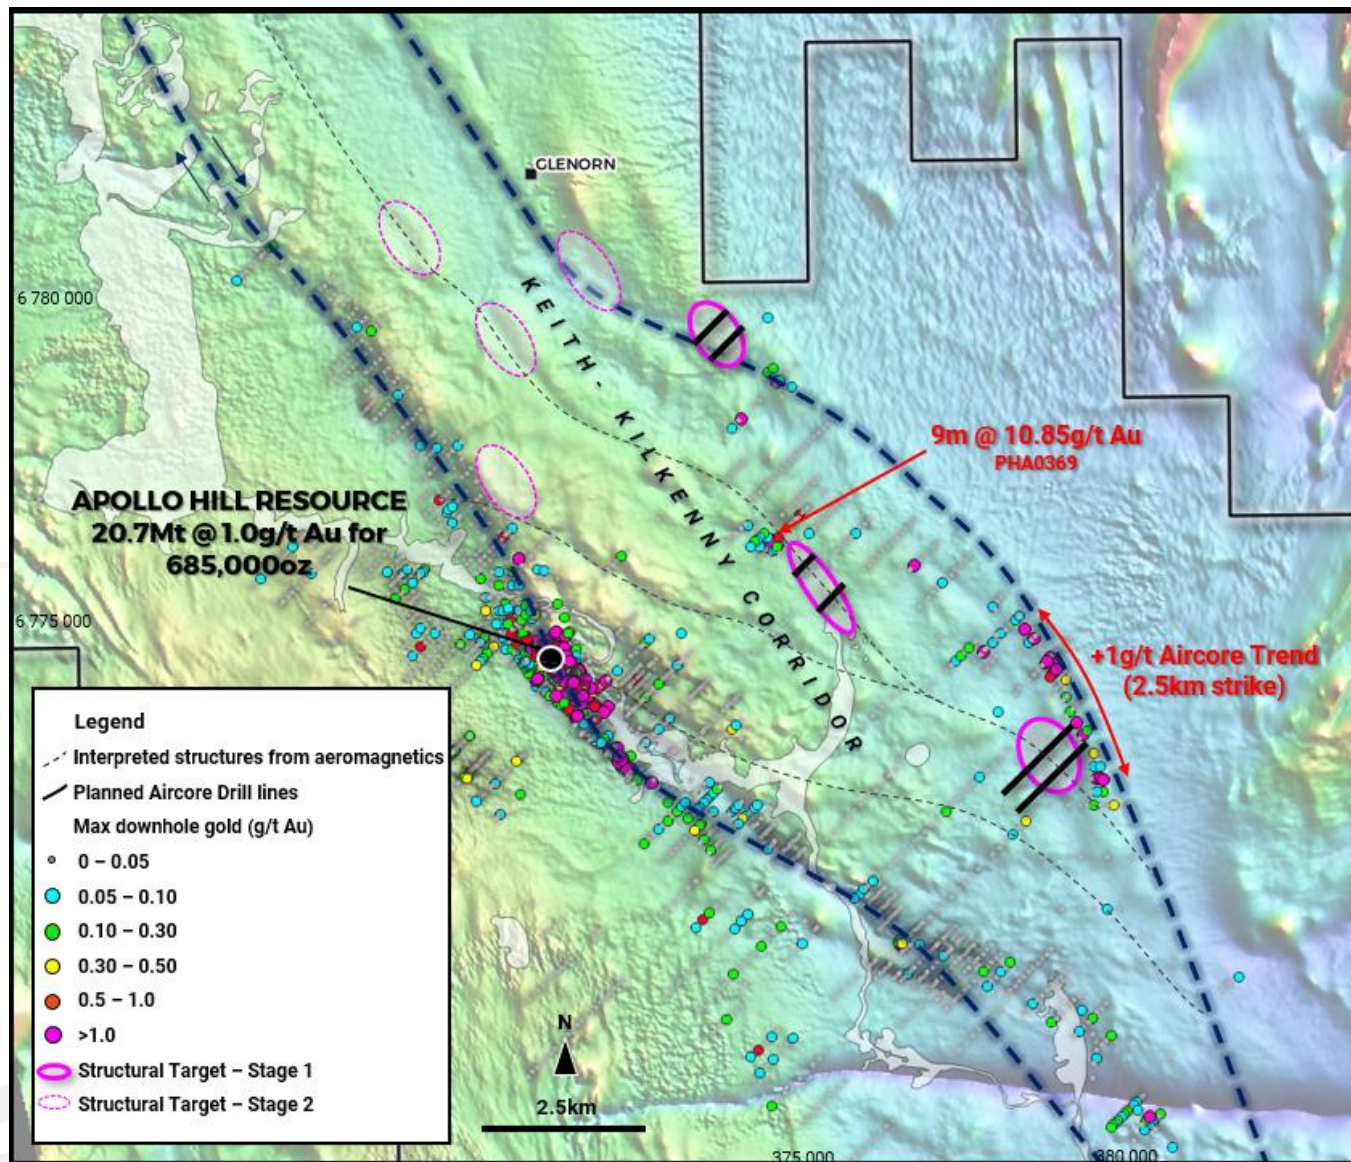 GLENORN
6 780 000
KEITH - KILKENNY CORRIDOR
9m @ 10.85g/t Au
PHA0369
APOLLO HILL RESOURCE
20.7Mt @ 1.0g/t Au for
685,000oz
6 775 000
+1g/t Aircore Trend
(2.5km strike)
Legend
Interpreted structures from aeromagnetics
Planned Aircore Drill lines
Max downhole gold (g/t Au)
0 – 0.05
0.05 – 0.10
0.10 – 0.30
0.30 – 0.50
0.5 – 1.0
>1.0
Structural Target – Stage 1
Structural Target – Stage 2
N
2.5km
375 000
380 000